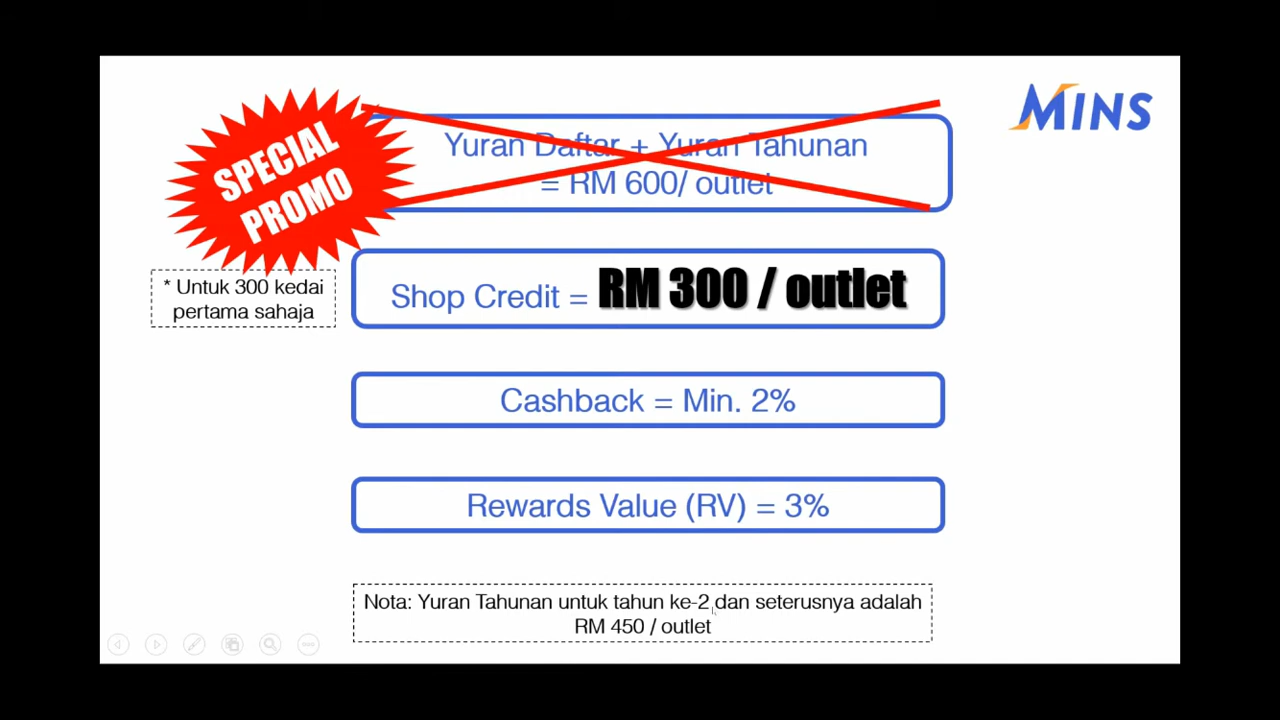 MINS
SPECIAL
PROMO
Yuran Daftar + Yuran Tahunan
= RM 600/ outlet
* Untuk 300 kedai
pertama sahaja
Shop Credit = RM 300 / outlet
Cashback = Min. 2%
Rewards Value (RV) = 3%
Nota: Yuran Tahunan untuk tahun ke-2 dan seterusnya adalah
RM 450 / outlet